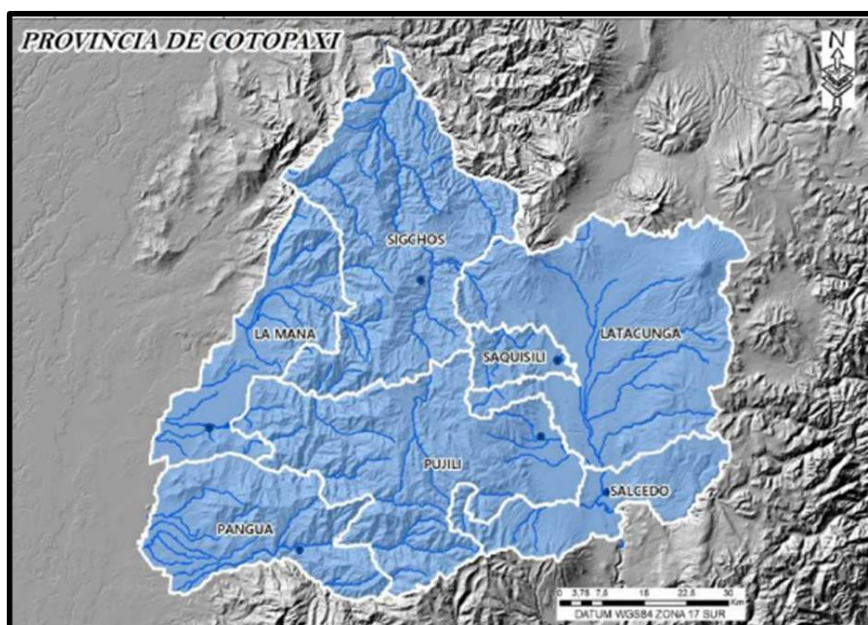 PROVINCIA DE COTOPAXI
N
SIGCHOS
LA MANA
LATACUNGA
SAQUISILI
PUJILI
SALCEDO
PANGUA
0 3,75 7,5 15 22,5 30
Km
DATUM WGS84 ZONA 17 SUR